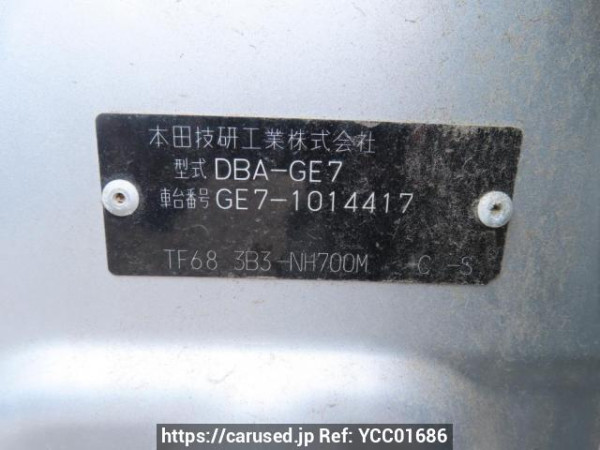 本田技研工業株式会社
型式 DBA-GE7
車台番号 GE7-1014417
TF68 3B3-NH700M -C -S
https://carused.jp Ref: YCC01686